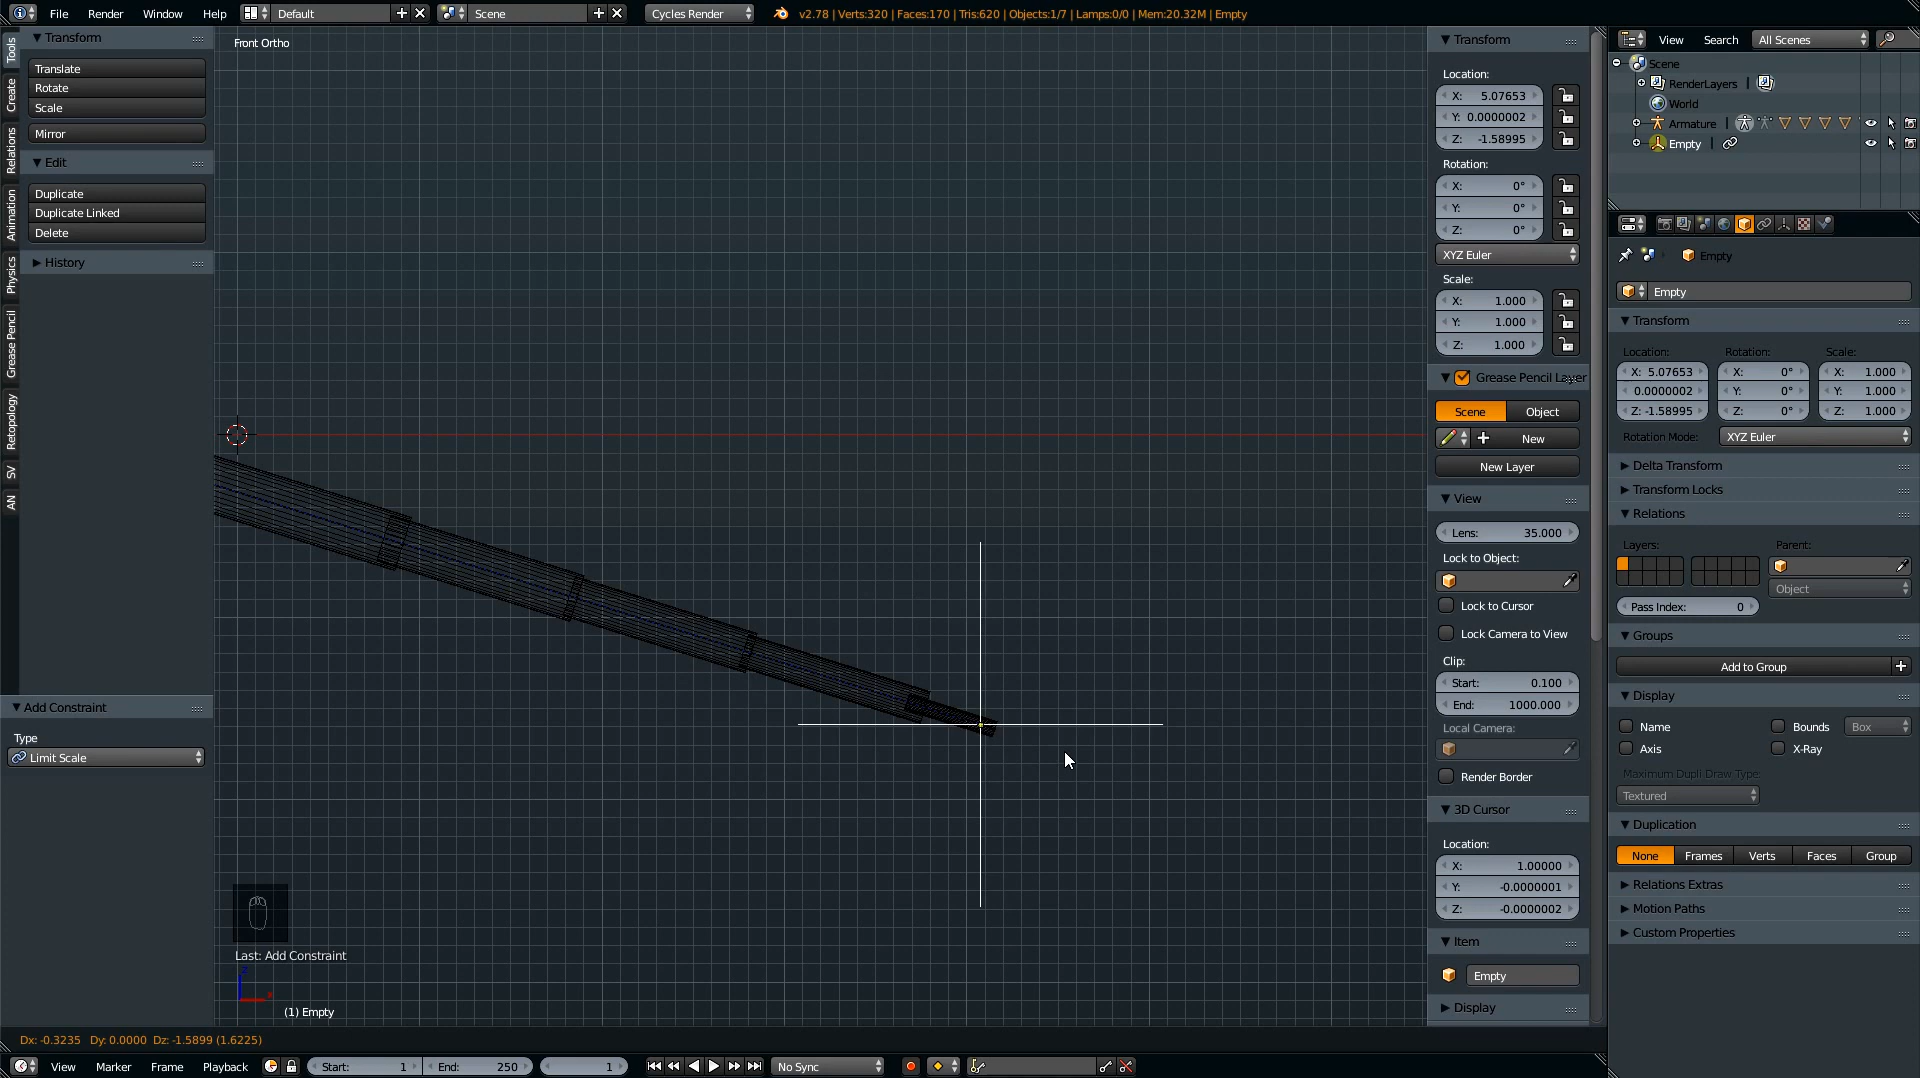 File Render Window Help Default Scene Cycles Render v2.78 | Verts:320 | Faces:170 | Tris:620 | Objects:1/7 | Lamps:0/0 | Mem:20.32M | Empty
Tools
Create
Relations
Animation
Physics
Grease Pencil
Retopology
SV
AN
Transform
Translate
Rotate
Scale
Mirror
Edit
Duplicate
Duplicate Linked
Delete
History
Add Constraint
Type
Limit Scale
Front Ortho
Last: Add Constraint
z
x
(1) Empty
Dx: -0.3235 Dy: 0.0000 Dz: -1.5899 (1.6225)
Transform
Location:
X: 5.07653
Y: 0.0000002
Z: -1.58995
Rotation:
X: 0°
Y: 0°
Z: 0°
XYZ Euler
Scale:
X: 1.000
Y: 1.000
Z: 1.000
Grease Pencil Layer
Scene Object
New
New Layer
View
Lens: 35.000
Lock to Object:
Lock to Cursor
Lock Camera to View
Clip:
Start: 0.100
End: 1000.000
Local Camera:
Render Border
3D Cursor
Location:
X: 1.00000
Y: -0.0000001
Z: -0.0000002
Item
Empty
Display
View Search All Scenes
Scene
RenderLayers |
World
Armature |
Empty |
Empty
Empty
Transform
Location: Rotation: Scale:
X: 5.07653 X: 0° X: 1.000
0.0000002 Y: 0° Y: 1.000
Z: -1.58995 Z: 0° Z: 1.000
Rotation Mode: XYZ Euler
Delta Transform
Transform Locks
Relations
Layers: Parent:
Object
Pass Index: 0
Groups
Add to Group
Display
Name Bounds Box
Axis X-Ray
Maximum Dupli Draw Type:
Textured
Duplication
None Frames Verts Faces Group
Relations Extras
Motion Paths
Custom Properties
View Marker Frame Playback Start: 1 End: 250 1 No Sync